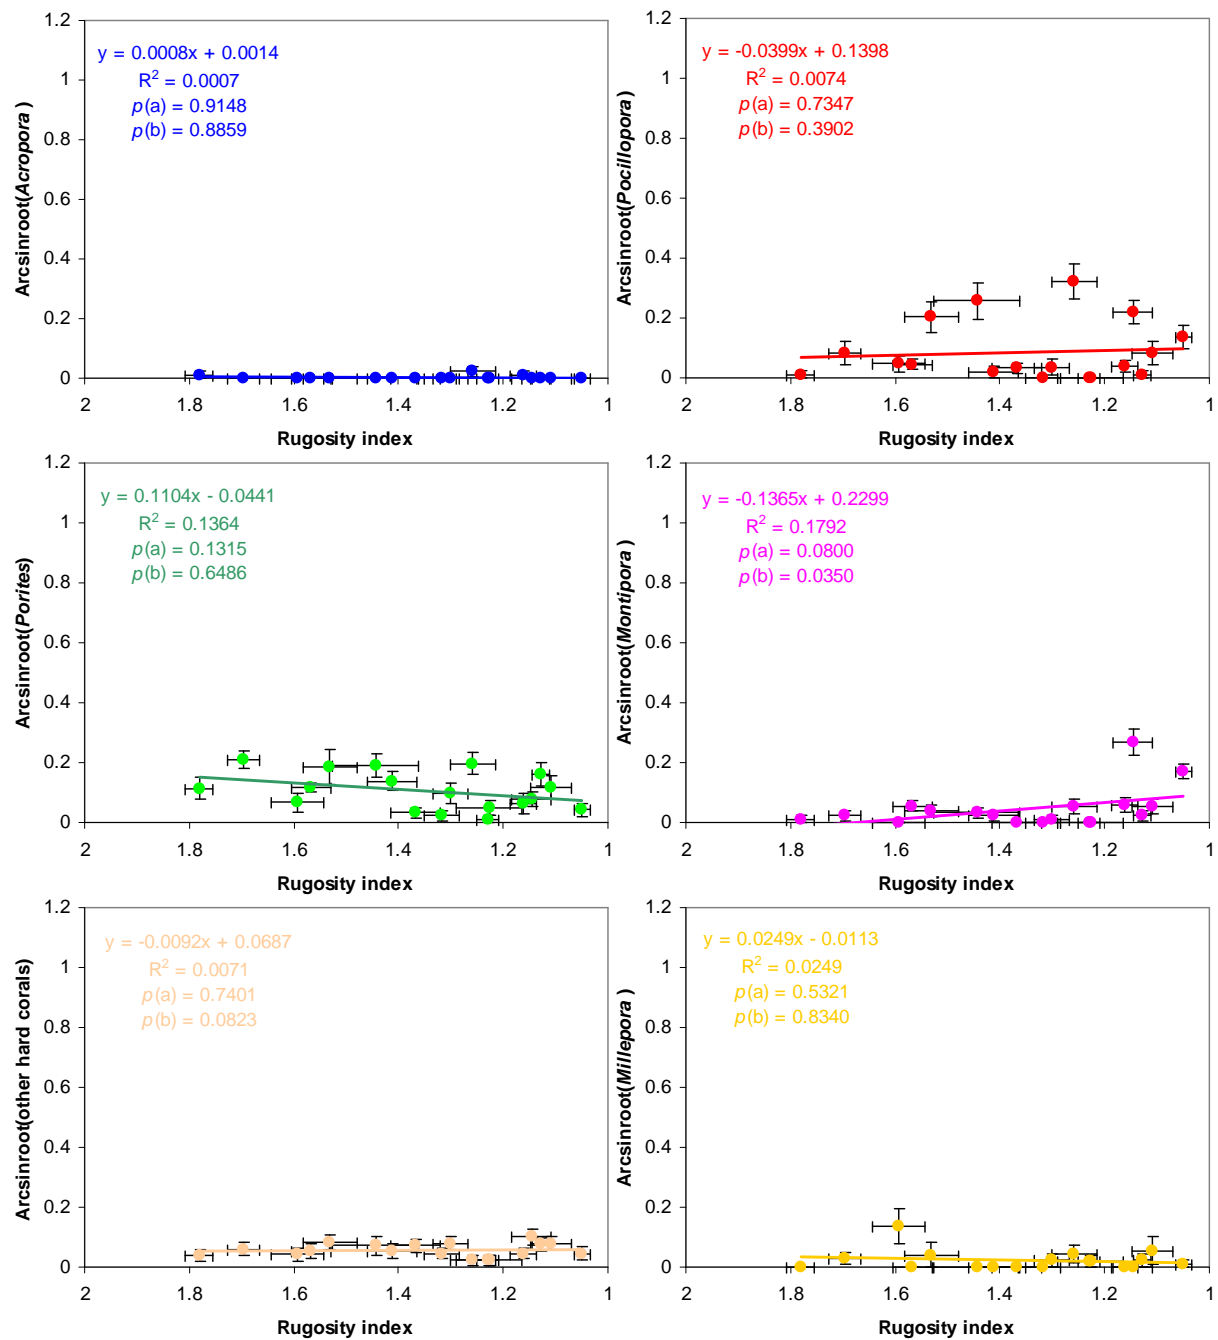 y = 0.0008x + 0.0014
R² = 0.0007
p(a) = 0.9148
p(b) = 0.8859
Arcsinroot(Acropora)
1.2
1
0.8
0.6
0.4
0.2
0
2 1.8 1.6 1.4 1.2 1
Rugosity index
y = -0.0399x + 0.1398
R² = 0.0074
p(a) = 0.7347
p(b) = 0.3902
Arcsinroot(Pocillopora)
1.2
1
0.8
0.6
0.4
0.2
0
2 1.8 1.6 1.4 1.2 1
Rugosity index
y = 0.1104x - 0.0441
R² = 0.1364
p(a) = 0.1315
p(b) = 0.6486
Arcsinroot(Porites)
1.2
1
0.8
0.6
0.4
0.2
0
2 1.8 1.6 1.4 1.2 1
Rugosity index
y = -0.1365x + 0.2299
R² = 0.1792
p(a) = 0.0800
p(b) = 0.0350
Arcsinroot(Montipora)
1.2
1
0.8
0.6
0.4
0.2
0
2 1.8 1.6 1.4 1.2 1
Rugosity index
y = -0.0092x + 0.0687
R² = 0.0071
p(a) = 0.7401
p(b) = 0.0823
Arcsinroot(other hard corals)
1.2
1
0.8
0.6
0.4
0.2
0
2 1.8 1.6 1.4 1.2 1
Rugosity index
y = 0.0249x - 0.0113
R² = 0.0249
p(a) = 0.5321
p(b) = 0.8340
Arcsinroot(Millepora)
1.2
1
0.8
0.6
0.4
0.2
0
2 1.8 1.6 1.4 1.2 1
Rugosity index